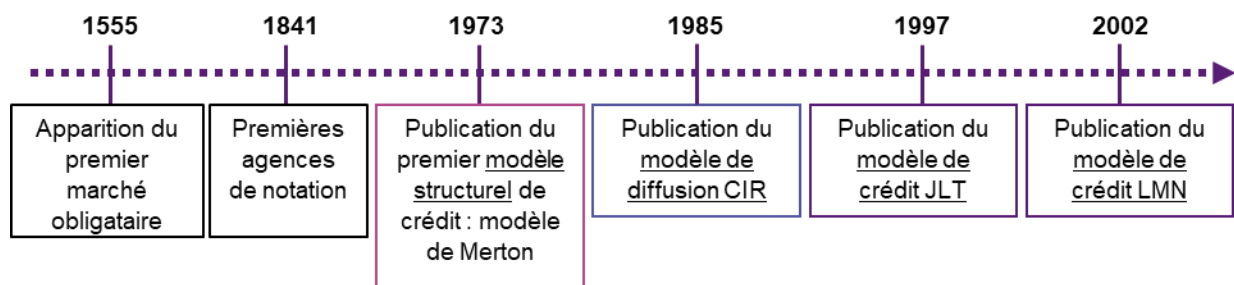 1555
1841
1973
1985
1997
2002
Apparition du
premier
marché
obligataire
Premières
agences
de notation
Publication du
premier modèle
structurel de
crédit : modèle
de Merton
Publication du
modèle de
diffusion CIR
Publication du
modèle de
crédit JLT
Publication du
modèle de
crédit LMN